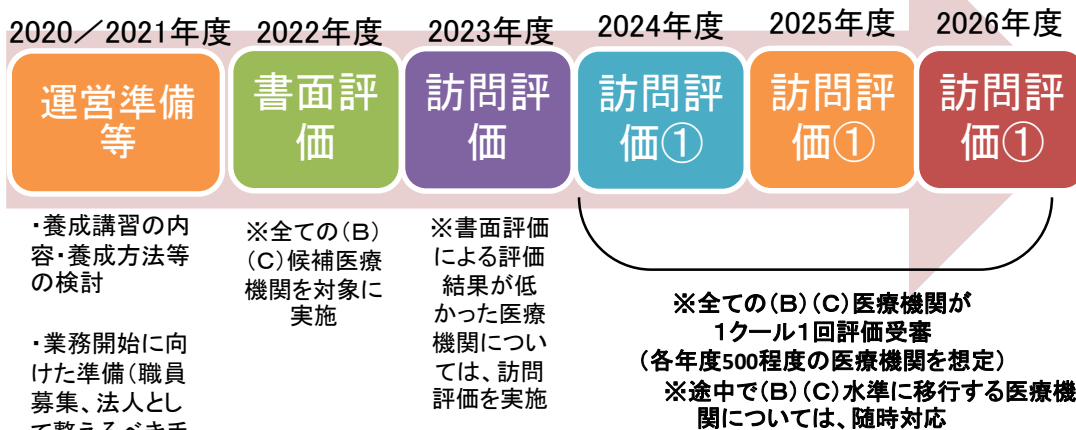 2020／2021年度
2022年度
2023年度
2024年度
2025年度
2026年度
運営準備
等
書面評
価
訪問評
価
訪問評
価①
訪問評
価①
訪問評
価①
・養成講習の内
容・養成方法等
の検討
・業務開始に向
けた準備（職員
募集、法人とし
て整えるべき手
※全ての（B）
（C）候補医療
機関を対象に
実施
※書面評価
による評価
結果が低
かった医療
機関につい
ては、訪問
評価を実施
※全ての（B）（C）医療機関が
1クール1回評価受審
（各年度500程度の医療機関を想定）
※途中で（B）（C）水準に移行する医療機
関については、随時対応